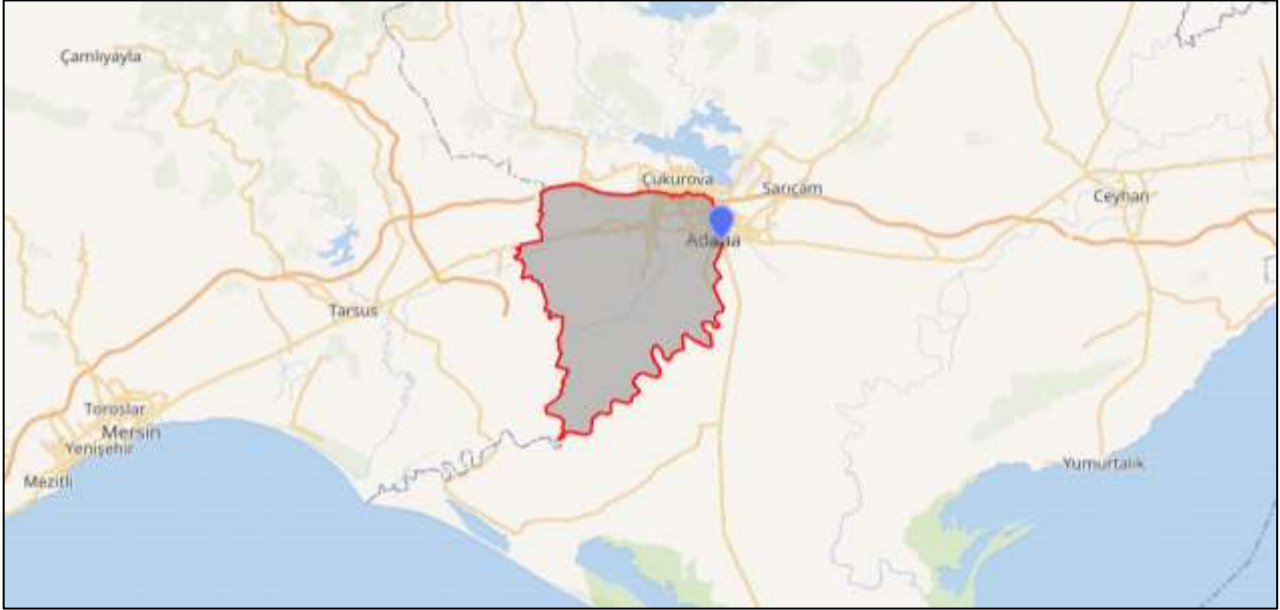 Çamlıyayla
Çukurova
Sarıçam
Ceyhan
Adana
Tarsus
Toroslar
Mersin
Yenişehir
Mezitli
Yumurtalık